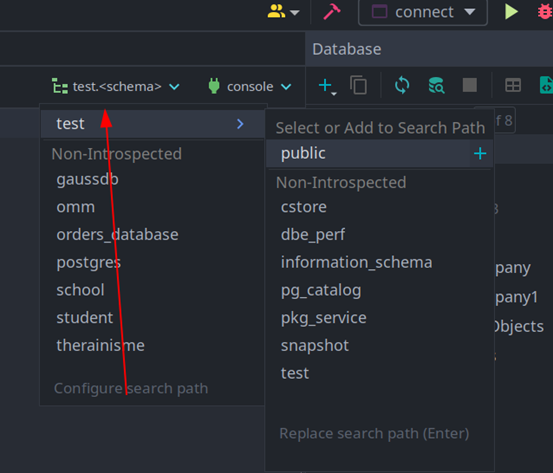 connect
Database
test.<schema>
console
test
Non-Introspected
gaussdb
omm
orders_database
postgres
school
student
therainisme
Configure search path
Select or Add to Search Path
public
Non-Introspected
cstore
dbe_perf
information_schema
pg_catalog
pkg_service
snapshot
test
Replace search path (Enter)
f of 8
pany
pany1
Objects